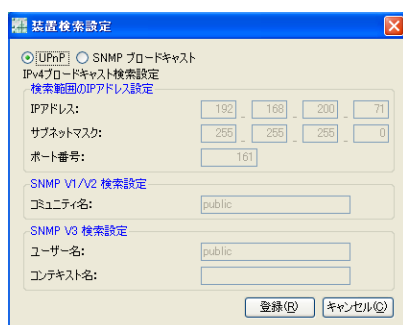 装置検索設定
UPnP SNMP ブロードキャスト
IPv4ブロードキャスト検索設定
検索範囲のIPアドレス設定
IPアドレス: 192 . 168 . 200 . 71
サブネットマスク: 255 . 255 . 255 . 0
ポート番号: 161
SNMP V1/V2 検索設定
コミュニティ名: public
SNMP V3 検索設定
ユーザー名: public
コンテキスト名:
登録(R) キャンセル(C)